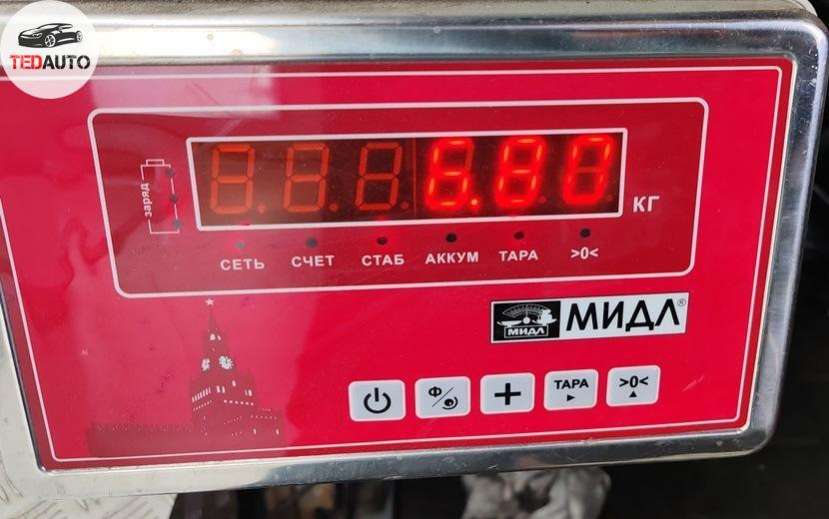 TEDAUTO
заряд
КГ
СЕТЬ СЧЕТ СТАБ АККУМ ТАРА >0<
МИДЛ МИДЛ®
Ф/ + ТАРА >0<